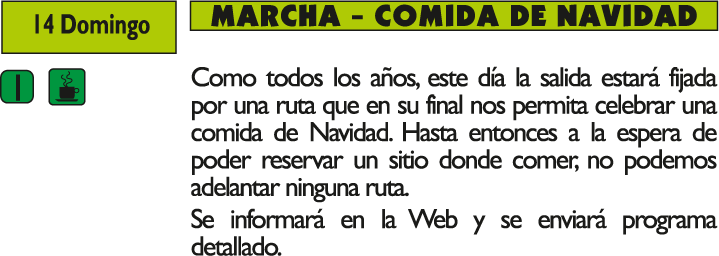 14 Domingo
MARCHA - COMIDA DE NAVIDAD
I
Como todos los años, este día la salida estará fijada
por una ruta que en su final nos permita celebrar una
comida de Navidad. Hasta entonces a la espera de
poder reservar un sitio donde comer, no podemos
adelantar ninguna ruta.
Se informará en la Web y se enviará programa
detallado.